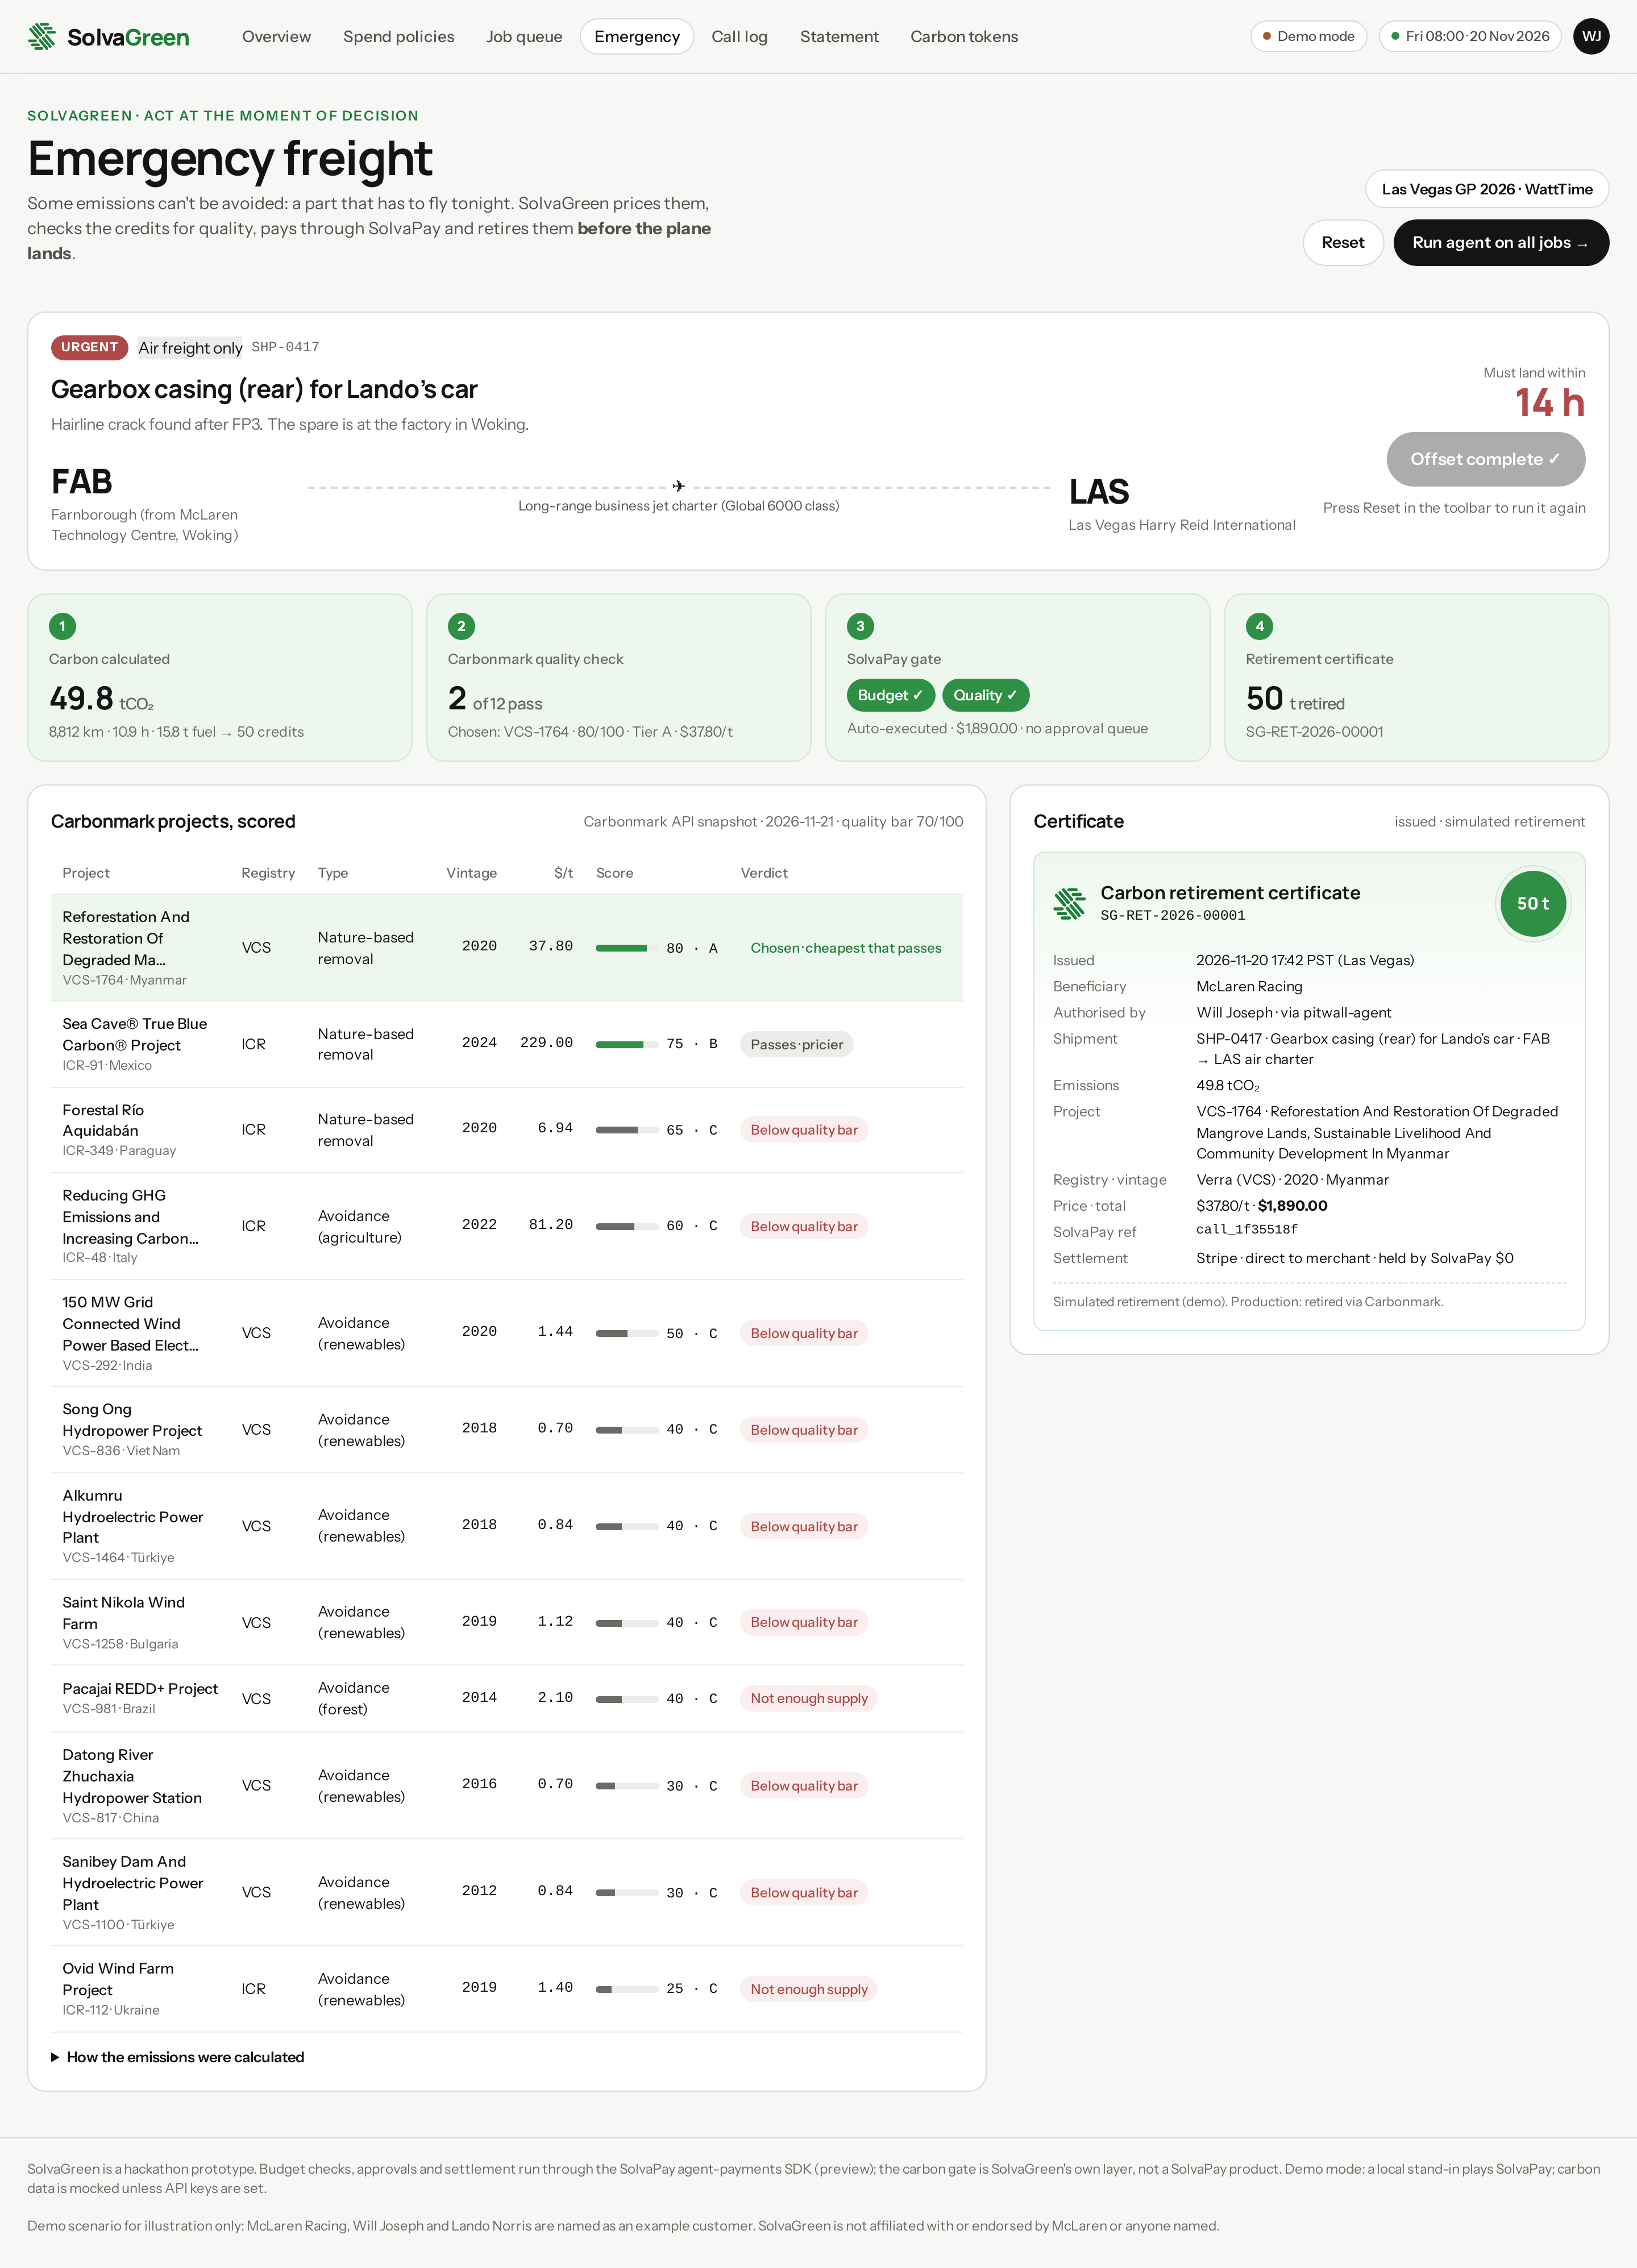 SolvaGreen
Overview
Spend policies
Job queue
Emergency
Call log
Statement
Carbon tokens
Demo mode
Fri 08:00 · 20 Nov 2026
WJ
SOLVAGREEN · ACT AT THE MOMENT OF DECISION
Emergency freight
Some emissions can't be avoided: a part that has to fly tonight. SolvaGreen prices them,
checks the credits for quality, pays through SolvaPay and retires them before the plane
lands.
Las Vegas GP 2026 · WattTime
Reset
Run agent on all jobs →
URGENT
Air freight only
SHP-0417
Gearbox casing (rear) for Lando's car
Hairline crack found after FP3. The spare is at the factory in Woking.
FAB
Farnborough (from McLaren
Technology Centre, Woking)
✈
Long-range business jet charter (Global 6000 class)
LAS
Las Vegas Harry Reid International
Must land within
14 h
Offset complete ✓
Press Reset in the toolbar to run it again
1
Carbon calculated
49.8 tCO₂
8,812 km · 10.9 h · 15.8 t fuel → 50 credits
2
Carbonmark quality check
2 of 12 pass
Chosen: VCS-1764 · 80/100 · Tier A · $37.80/t
3
SolvaPay gate
Budget ✓
Quality ✓
Auto-executed · $1,890.00 · no approval queue
4
Retirement certificate
50 t retired
SG-RET-2026-00001
Carbonmark projects, scored
Carbonmark API snapshot · 2026-11-21 · quality bar 70/100
Project Registry Type Vintage $/t Score Verdict
Reforestation And
Restoration Of
Degraded Ma...
VCS-1764 · Myanmar
VCS
Nature-based
removal
2020
37.80
80 · A
Chosen · cheapest that passes
Sea Cave® True Blue
Carbon® Project
ICR-91 · Mexico
ICR
Nature-based
removal
2024
229.00
75 · B
Passes · pricier
Forestal Río
Aquidabán
ICR-349 · Paraguay
ICR
Nature-based
removal
2020
6.94
65 · C
Below quality bar
Reducing GHG
Emissions and
Increasing Carbon...
ICR-48 · Italy
ICR
Avoidance
(agriculture)
2022
81.20
60 · C
Below quality bar
150 MW Grid
Connected Wind
Power Based Elect...
VCS-292 · India
VCS
Avoidance
(renewables)
2020
1.44
50 · C
Below quality bar
Song Ong
Hydropower Project
VCS-836 · Viet Nam
VCS
Avoidance
(renewables)
2018
0.70
40 · C
Below quality bar
Alkumru
Hydroelectric Power
Plant
VCS-1464 · Türkiye
VCS
Avoidance
(renewables)
2018
0.84
40 · C
Below quality bar
Saint Nikola Wind
Farm
VCS-1258 · Bulgaria
VCS
Avoidance
(renewables)
2019
1.12
40 · C
Below quality bar
Pacajai REDD+ Project
VCS-981 · Brazil
VCS
Avoidance
(forest)
2014
2.10
40 · C
Not enough supply
Datong River
Zhuchaxia
Hydropower Station
VCS-817 · China
VCS
Avoidance
(renewables)
2016
0.70
30 · C
Below quality bar
Sanibey Dam And
Hydroelectric Power
Plant
VCS-1100 · Türkiye
VCS
Avoidance
(renewables)
2012
0.84
30 · C
Below quality bar
Ovid Wind Farm
Project
ICR-112 · Ukraine
ICR
Avoidance
(renewables)
2019
1.40
25 · C
Not enough supply
▶ How the emissions were calculated
Certificate
issued · simulated retirement
Carbon retirement certificate
SG-RET-2026-00001
50 t
Issued 2026-11-20 17:42 PST (Las Vegas)
Beneficiary McLaren Racing
Authorised by Will Joseph · via pitwall-agent
Shipment SHP-0417 · Gearbox casing (rear) for Lando's car · FAB
→ LAS air charter
Emissions 49.8 tCO₂
Project VCS-1764 · Reforestation And Restoration Of Degraded
Mangrove Lands, Sustainable Livelihood And
Community Development In Myanmar
Registry · vintage Verra (VCS) · 2020 · Myanmar
Price · total $37.80/t · $1,890.00
SolvaPay ref call_1f35518f
Settlement Stripe · direct to merchant · held by SolvaPay $0
Simulated retirement (demo). Production: retired via Carbonmark.
SolvaGreen is a hackathon prototype. Budget checks, approvals and settlement run through the SolvaPay agent-payments SDK (preview); the carbon gate is SolvaGreen's own layer, not a SolvaPay product. Demo mode: a local stand-in plays SolvaPay; carbon
data is mocked unless API keys are set.
Demo scenario for illustration only: McLaren Racing, Will Joseph and Lando Norris are named as an example customer. SolvaGreen is not affiliated with or endorsed by McLaren or anyone named.